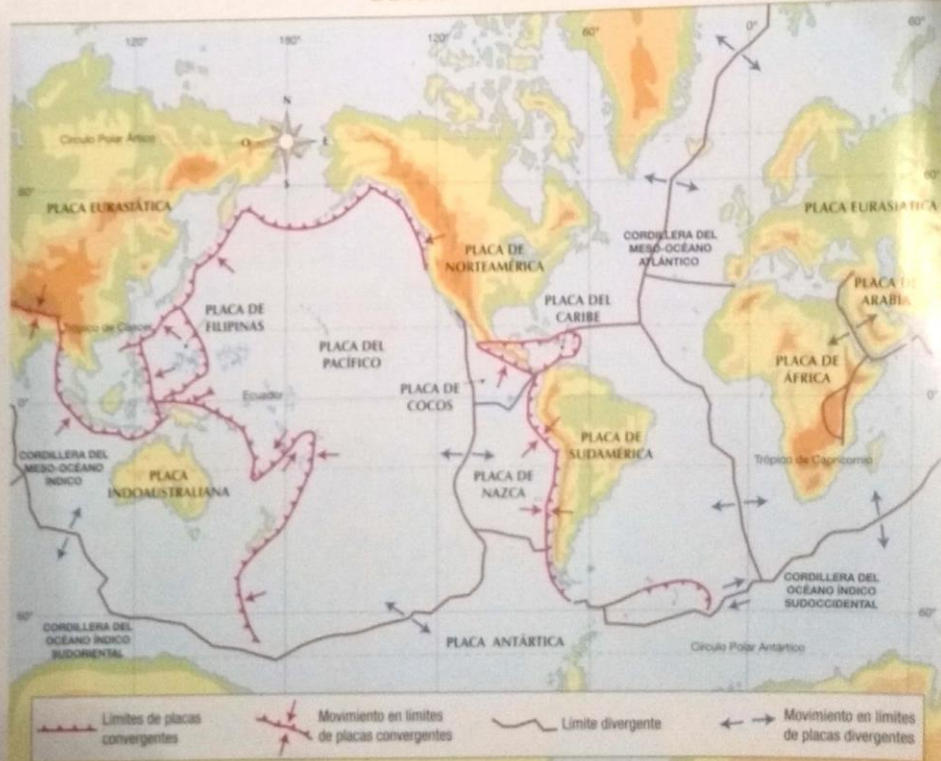 120°
180°
120°
60°
0°
60°
N
O
E
S
Círculo Polar Ártico
60°
60°
PLACA EURASIÁTICA
PLACA EURASIÁTICA
CORDILLERA DEL
MESO-OCÉANO
ATLÁNTICO
PLACA DE
NORTEAMÉRICA
PLACA DE
ARABIA
PLACA DEL
CARIBE
PLACA DE
FILIPINAS
Trópico de Cáncer
PLACA DEL
PACÍFICO
PLACA DE
ÁFRICA
PLACA DE
COCOS
Ecuador
0°
0°
PLACA DE
SUDAMÉRICA
CORDILLERA DEL
MESO-OCÉANO
ÍNDICO
Trópico de Capricornio
PLACA
INDOAUSTRALIANA
PLACA DE
NAZCA
CORDILLERA DEL
OCÉANO ÍNDICO
SUDOCCIDENTAL
60°
60°
CORDILLERA DEL
OCÉANO ÍNDICO
SUDORIENTAL
PLACA ANTÁRTICA
Círculo Polar Antártico
Límites de placas
convergentes
Movimiento en límites
de placas convergentes
Límite divergente
Movimiento en límites
de placas divergentes